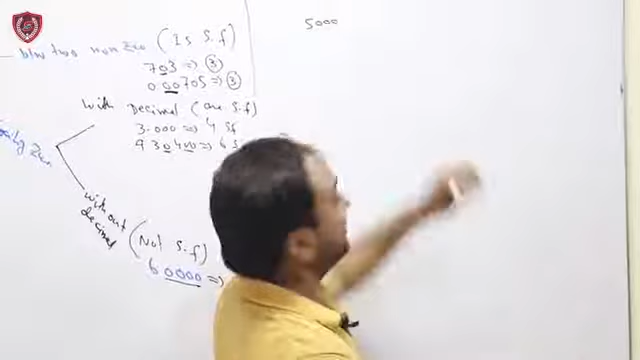 btw two non Zero (Is S.f)
703 => ③
0.00705 => ③
With Decimal (are S.f)
3.000 => 4 Sf
930400 => 6 S
without decimal (Not S.f)
60000 =>
5000